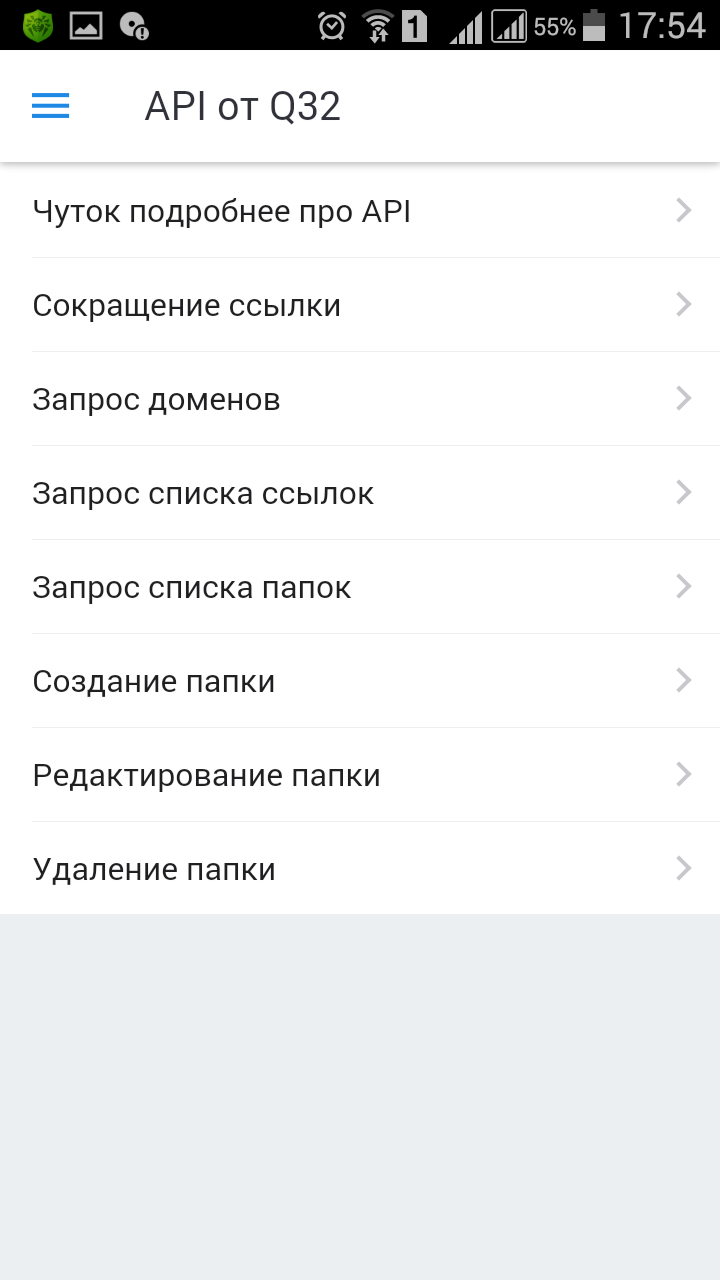 1
55%
17:54
API от Q32
Чуток подробнее про API
Сокращение ссылки
Запрос доменов
Запрос списка ссылок
Запрос списка папок
Создание папки
Редактирование папки
Удаление папки